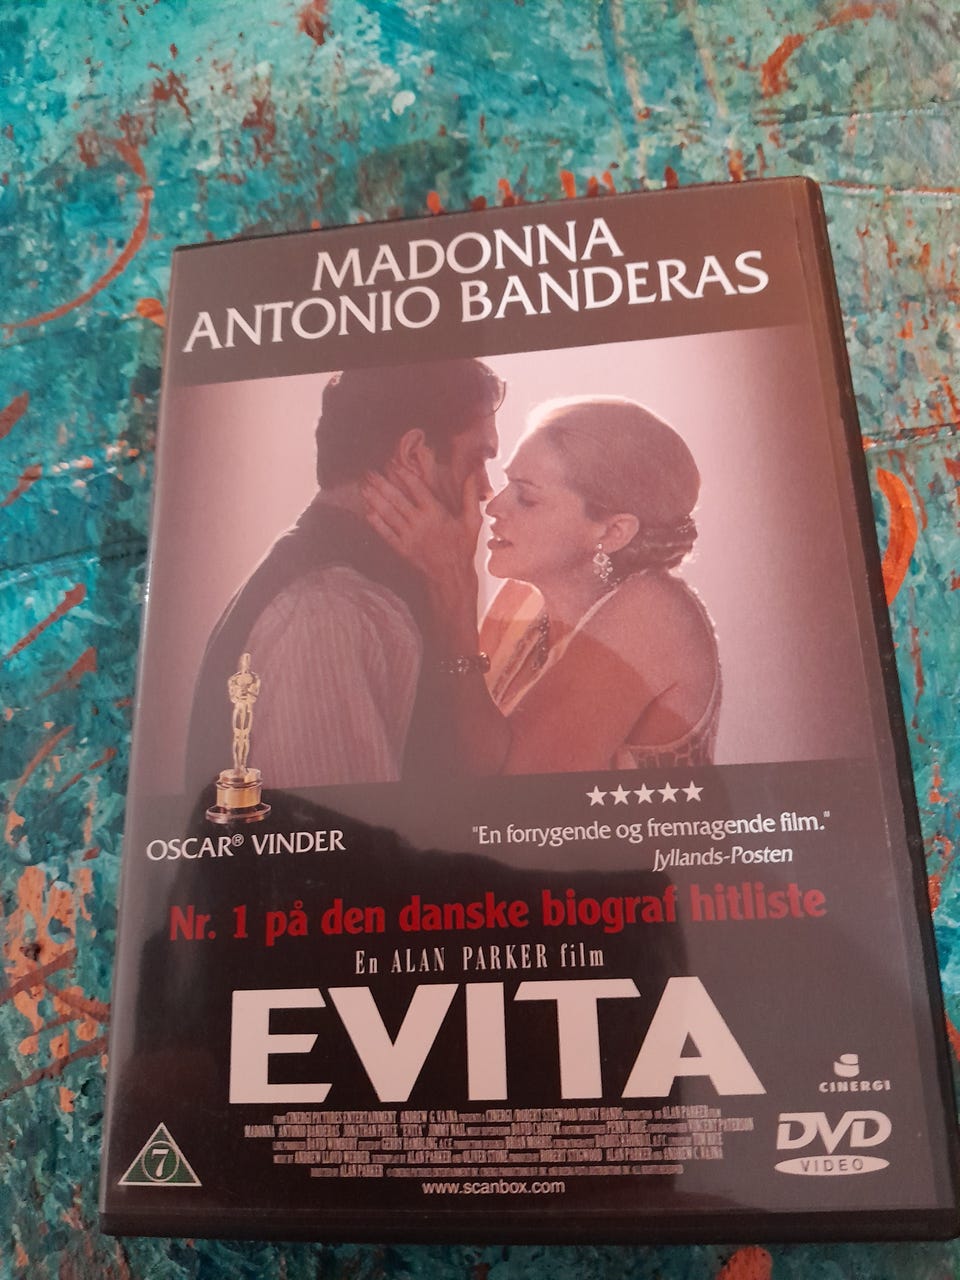 MADONNA
ANTONIO BANDERAS
OSCAR® VINDER
★★★★★
"En forrygende og fremragende film."
Jyllands-Posten
Nr. 1 på den danske biograf hitliste
En ALAN PARKER film
EVITA
CINERGI
DVD
VIDEO
7
www.scanbox.com